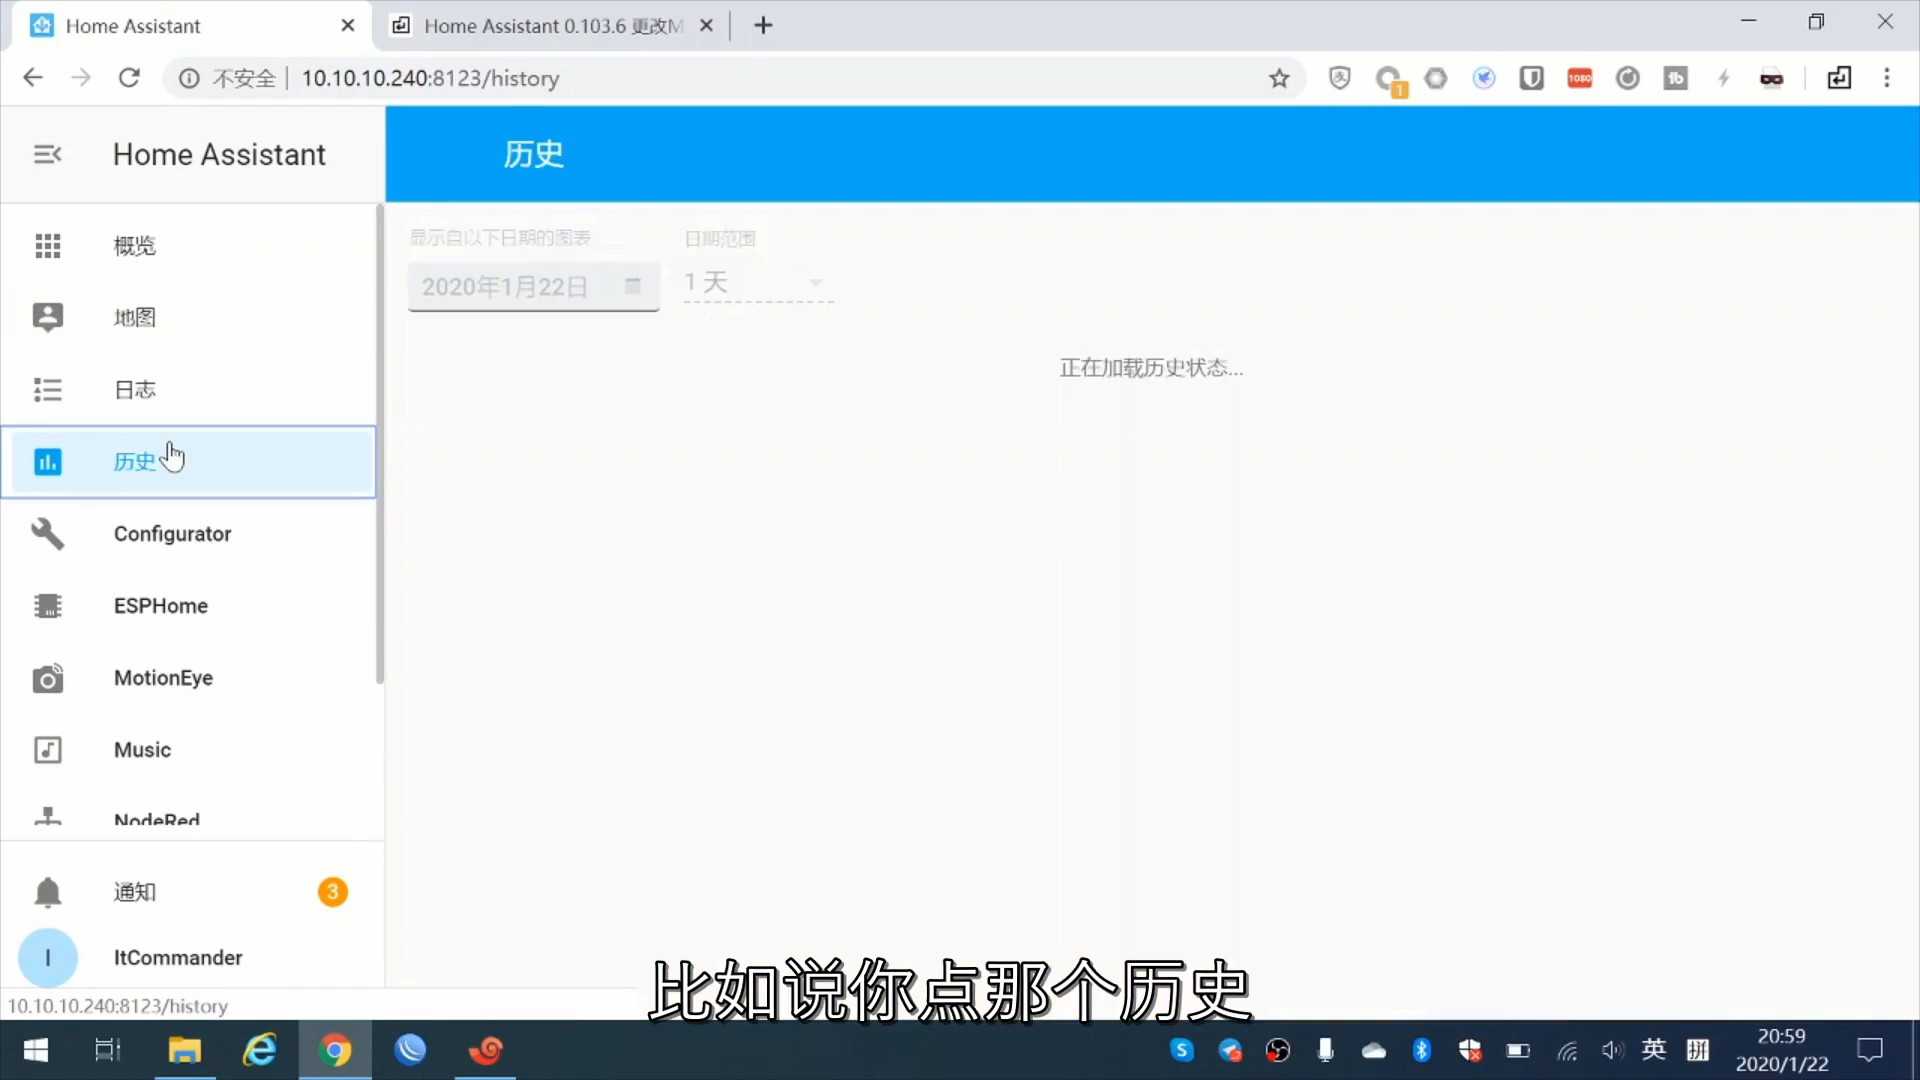 Home Assistant
Home Assistant 0.103.6 更改M
不安全
10.10.10.240:8123/history
1
1080
Home Assistant
历史
概览
地图
日志
历史
Configurator
ESPHome
MotionEye
Music
NodeRed
通知
3
I
ItCommander
显示自以下日期的图表
日期范围
2020年1月22日
1 天
正在加载历史状态...
比如说你点那个历史
10.10.10.240:8123/history
英
拼
20:59
2020/1/22